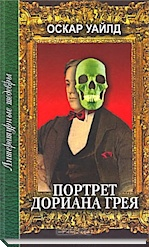 ОСКАР УАЙЛД
Литературные шедевры
ПОРТРЕТ
ДОРИАНА ГРЕЯ